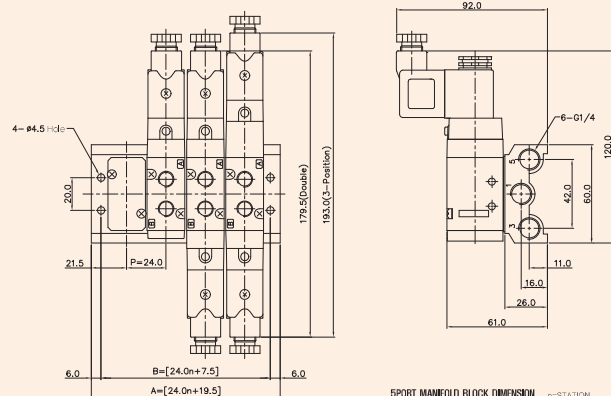 92.0
4- ø4.5 Hole
20.0
21.5
P=24.0
A
A
A
B
B
B
179.5(Double)
193.0(3-Position)
6.0
B=[24.0n+7.5]
6.0
A=[24.0n+19.5]
6-G1/4
5
1
3
42.0
60.0
120.0
11.0
16.0
26.0
61.0
5PORT MANIFOLD BLOCK DIMENSION n=STATION